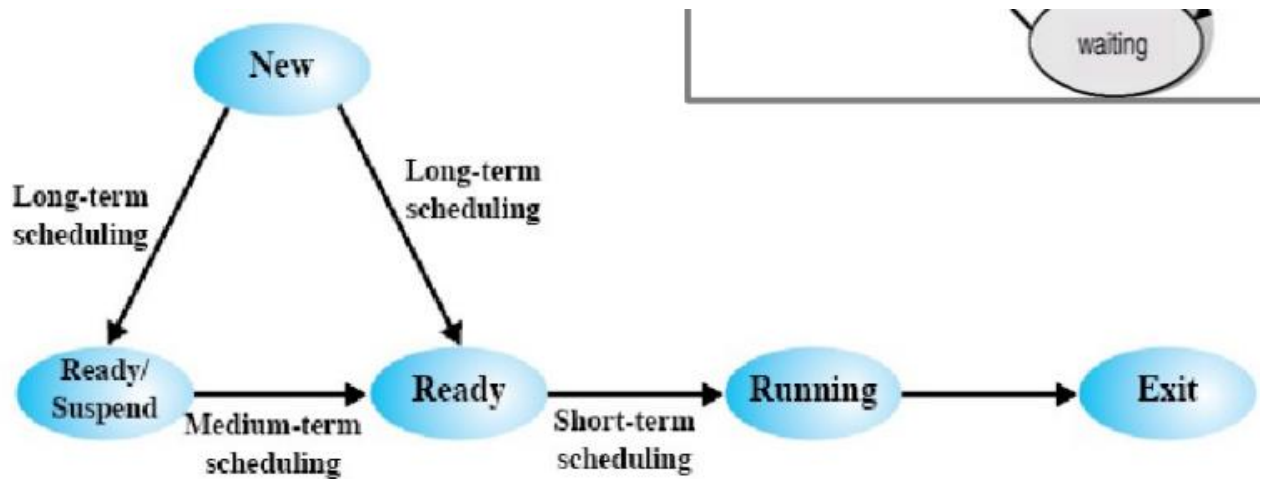 New
waiting
Long-term
scheduling
Long-term
scheduling
Ready/
Suspend
Medium-term
scheduling
Ready
Short-term
scheduling
Running
Exit